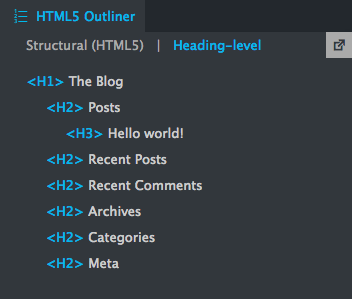 HTML5 Outliner
Structural (HTML5) | Heading-level
<H1> The Blog
<H2> Posts
<H3> Hello world!
<H2> Recent Posts
<H2> Recent Comments
<H2> Archives
<H2> Categories
<H2> Meta